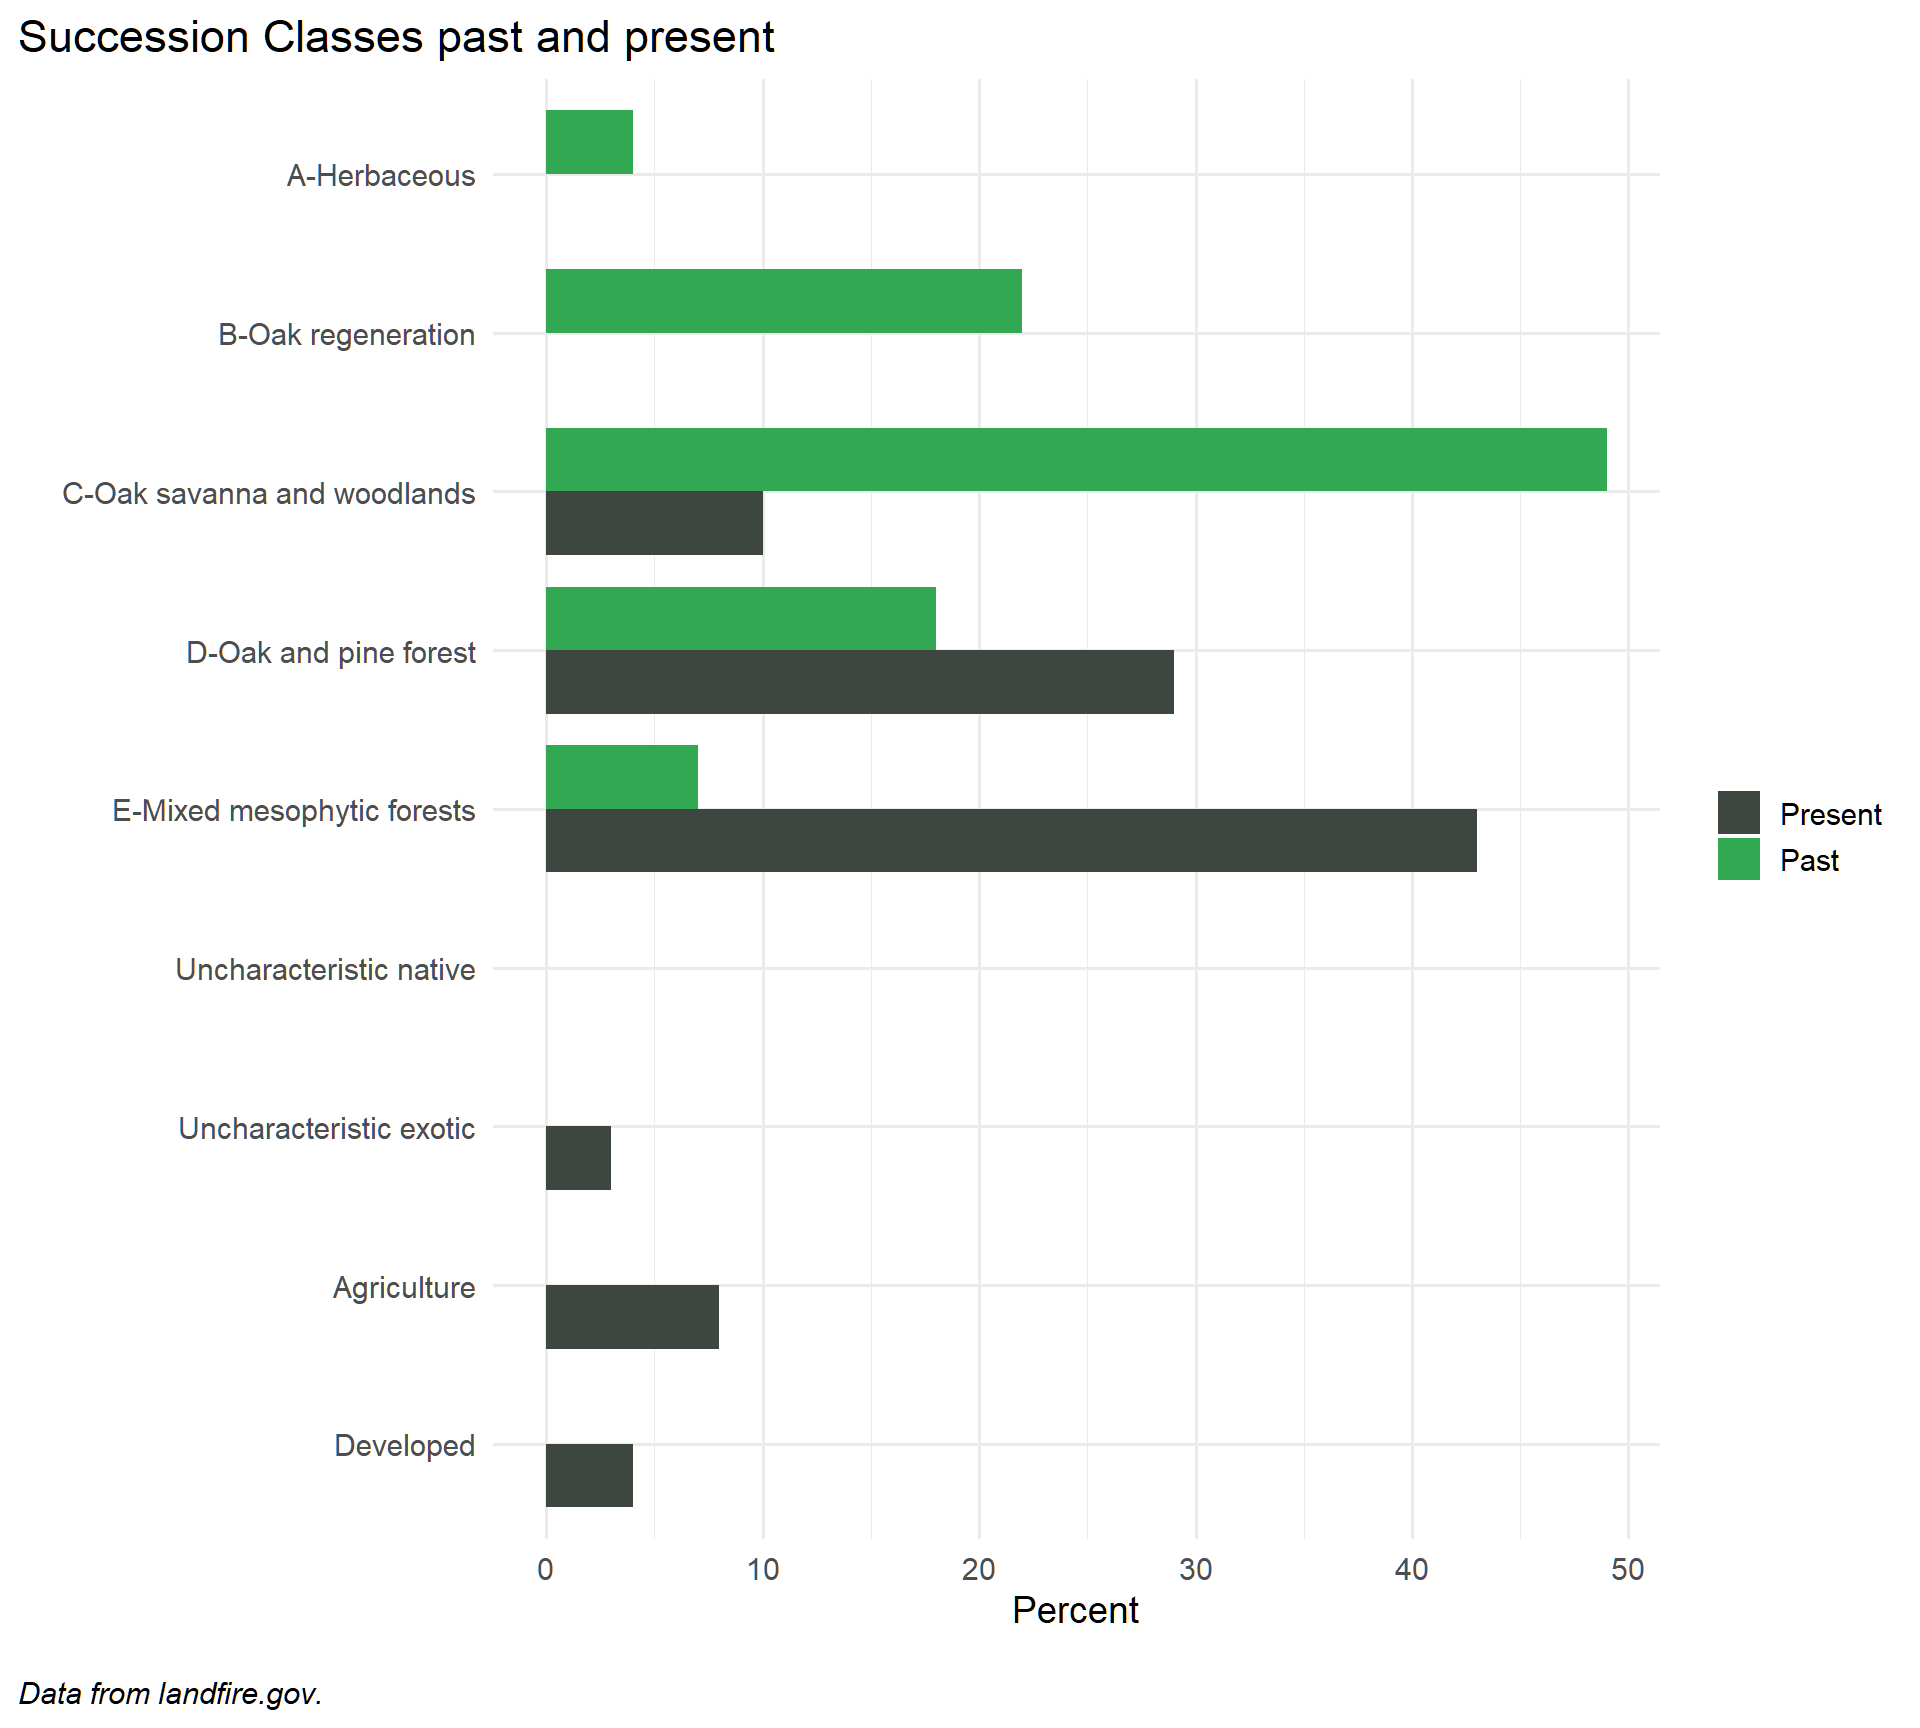 Succession Classes past and present
A-Herbaceous
B-Oak regeneration
C-Oak savanna and woodlands
D-Oak and pine forest
E-Mixed mesophytic forests
Uncharacteristic native
Uncharacteristic exotic
Agriculture
Developed
Present
Past
0 10 20 30 40 50
Percent
Data from landfire.gov.